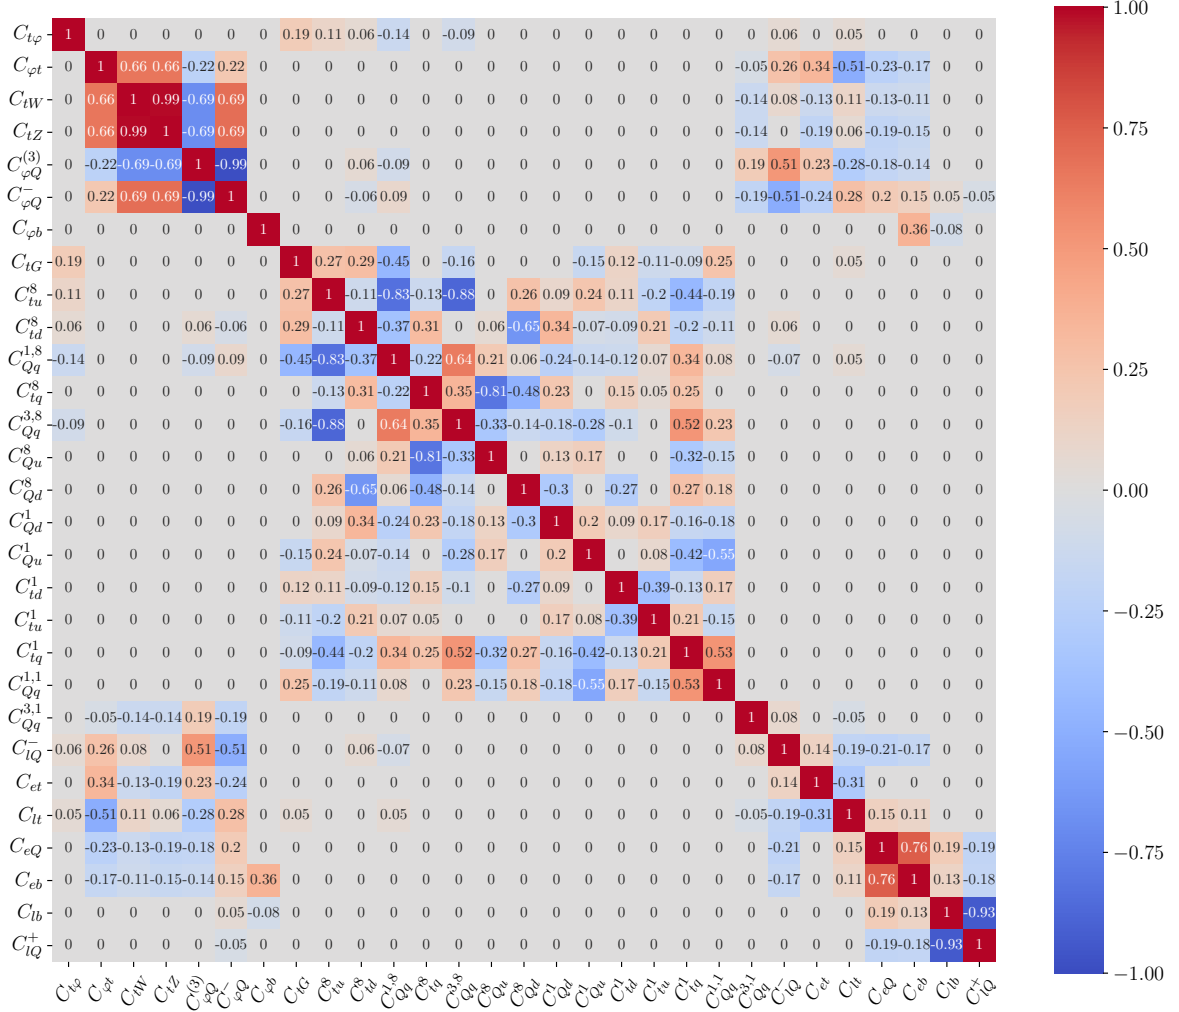 C_{tφ} 1 0 0 0 0 0 0 0.19 0.11 0.06 -0.14 0 -0.09 0 0 0 0 0 0 0 0 0 0.06 0 0.05 0 0 0 0
C_{φt} 0 1 0.66 0.66 -0.22 0.22 0 0 0 0 0 0 0 0 0 0 0 0 0 0 0 -0.05 0.26 0.34 -0.51 -0.23 -0.17 0 0
C_{tW} 0 0.66 1 0.99 -0.69 0.69 0 0 0 0 0 0 0 0 0 0 0 0 0 0 0 -0.14 0.08 -0.13 0.11 -0.13 -0.11 0 0
C_{tZ} 0 0.66 0.99 1 -0.69 0.69 0 0 0 0 0 0 0 0 0 0 0 0 0 0 0 -0.14 0 -0.19 0.06 -0.19 -0.15 0 0
C_{φQ}^{(3)} 0 -0.22 -0.69 -0.69 1 -0.99 0 0 0 0.06 -0.09 0 0 0 0 0 0 0 0 0 0 0.19 0.51 0.23 -0.28 -0.18 -0.14 0 0
C_{φQ}^{-} 0 0.22 0.69 0.69 -0.99 1 0 0 0 -0.06 0.09 0 0 0 0 0 0 0 0 0 0 -0.19 -0.51 -0.24 0.28 0.2 0.15 0.05 -0.05
C_{φb} 0 0 0 0 0 0 1 0 0 0 0 0 0 0 0 0 0 0 0 0 0 0 0 0 0 0 0.36 -0.08 0
C_{tG} 0.19 0 0 0 0 0 0 1 0.27 0.29 -0.45 0 -0.16 0 0 0 -0.15 0.12 -0.11 -0.09 0.25 0 0 0 0.05 0 0 0 0
C_{tu}^{8} 0.11 0 0 0 0 0 0 0.27 1 -0.11 -0.83 -0.13 -0.88 0 0.26 0.09 0.24 0.11 -0.2 -0.44 -0.19 0 0 0 0 0 0 0 0
C_{td}^{8} 0.06 0 0 0 0.06 -0.06 0 0.29 -0.11 1 -0.37 0.31 0 0.06 -0.65 0.34 -0.07 -0.09 0.21 -0.2 -0.11 0 0.06 0 0 0 0 0 0
C_{Qq}^{1,8} -0.14 0 0 0 -0.09 0.09 0 -0.45 -0.83 -0.37 1 -0.22 0.64 0.21 0.06 -0.24 -0.14 -0.12 0.07 0.34 0.08 0 -0.07 0 0.05 0 0 0 0
C_{tq}^{8} 0 0 0 0 0 0 0 0 -0.13 0.31 -0.22 1 0.35 -0.81 -0.48 0.23 0 0.15 0.05 0.25 0 0 0 0 0 0 0 0 0
C_{Qq}^{3,8} -0.09 0 0 0 0 0 0 -0.16 -0.88 0 0.64 0.35 1 -0.33 -0.14 -0.18 -0.28 -0.1 0 0.52 0.23 0 0 0 0 0 0 0 0
C_{Qu}^{8} 0 0 0 0 0 0 0 0 0 0.06 0.21 -0.81 -0.33 1 0 0.13 0.17 0 0 -0.32 -0.15 0 0 0 0 0 0 0 0
C_{Qd}^{8} 0 0 0 0 0 0 0 0 0.26 -0.65 0.06 -0.48 -0.14 0 1 -0.3 0 -0.27 0 0.27 0.18 0 0 0 0 0 0 0 0
C_{Qd}^{1} 0 0 0 0 0 0 0 0 0.09 0.34 -0.24 0.23 -0.18 0.13 -0.3 1 0.2 0.09 0.17 -0.16 -0.18 0 0 0 0 0 0 0 0
C_{Qu}^{1} 0 0 0 0 0 0 0 -0.15 0.24 -0.07 -0.14 0 -0.28 0.17 0 0.2 1 0 0.08 -0.42 -0.55 0 0 0 0 0 0 0 0
C_{td}^{1} 0 0 0 0 0 0 0 0.12 0.11 -0.09 -0.12 0.15 -0.1 0 -0.27 0.09 0 1 -0.39 -0.13 0.17 0 0 0 0 0 0 0 0
C_{tu}^{1} 0 0 0 0 0 0 0 -0.11 -0.2 0.21 0.07 0.05 0 0 0 0.17 0.08 -0.39 1 0.21 -0.15 0 0 0 0 0 0 0 0
C_{tq}^{1} 0 0 0 0 0 0 0 -0.09 -0.44 -0.2 0.34 0.25 0.52 -0.32 0.27 -0.16 -0.42 -0.13 0.21 1 0.53 0 0 0 0 0 0 0 0
C_{Qq}^{1,1} 0 0 0 0 0 0 0 0.25 -0.19 -0.11 0.08 0 0.23 -0.15 0.18 -0.18 -0.55 0.17 -0.15 0.53 1 0 0 0 0 0 0 0 0
C_{Qq}^{3,1} 0 -0.05 -0.14 -0.14 0.19 -0.19 0 0 0 0 0 0 0 0 0 0 0 0 0 0 0 1 0.08 0 -0.05 0 0 0 0
C_{lQ}^{-} 0.06 0.26 0.08 0 0.51 -0.51 0 0 0 0.06 -0.07 0 0 0 0 0 0 0 0 0 0 0.08 1 0.14 -0.19 -0.21 -0.17 0 0
C_{et} 0 0.34 -0.13 -0.19 0.23 -0.24 0 0 0 0 0 0 0 0 0 0 0 0 0 0 0 0 0.14 1 -0.31 0 0 0 0
C_{lt} 0.05 -0.51 0.11 0.06 -0.28 0.28 0 0.05 0 0 0.05 0 0 0 0 0 0 0 0 0 0 -0.05 -0.19 -0.31 1 0.15 0.11 0 0
C_{eQ} 0 -0.23 -0.13 -0.19 -0.18 0.2 0 0 0 0 0 0 0 0 0 0 0 0 0 0 0 0 -0.21 0 0.15 1 0.76 0.19 -0.19
C_{eb} 0 -0.17 -0.11 -0.15 -0.14 0.15 0.36 0 0 0 0 0 0 0 0 0 0 0 0 0 0 0 -0.17 0 0.11 0.76 1 0.13 -0.18
C_{lb} 0 0 0 0 0 0.05 -0.08 0 0 0 0 0 0 0 0 0 0 0 0 0 0 0 0 0 0 0.19 0.13 1 -0.93
C_{lQ}^{+} 0 0 0 0 0 -0.05 0 0 0 0 0 0 0 0 0 0 0 0 0 0 0 0 0 0 0 -0.19 -0.18 -0.93 1
C_{tφ} C_{φt} C_{tW} C_{tZ} C_{φQ}^{(3)} C_{φQ}^{-} C_{φb} C_{tG} C_{tu}^{8} C_{td}^{8} C_{Qq}^{1,8} C_{tq}^{8} C_{Qq}^{3,8} C_{Qu}^{8} C_{Qd}^{8} C_{Qd}^{1} C_{Qu}^{1} C_{td}^{1} C_{tu}^{1} C_{tq}^{1} C_{Qq}^{1,1} C_{Qq}^{3,1} C_{lQ}^{-} C_{et} C_{lt} C_{eQ} C_{eb} C_{lb} C_{lQ}^{+}
1.00
0.75
0.50
0.25
0.00
−0.25
−0.50
−0.75
−1.00